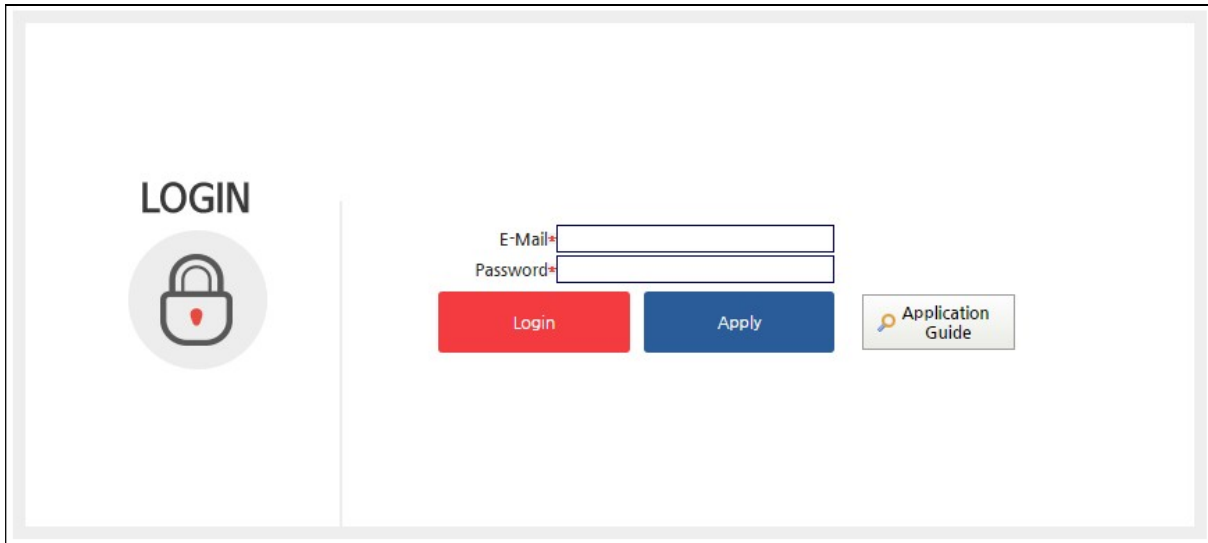 LOGIN
E-Mail*
Password*
Login
Apply
Application
Guide